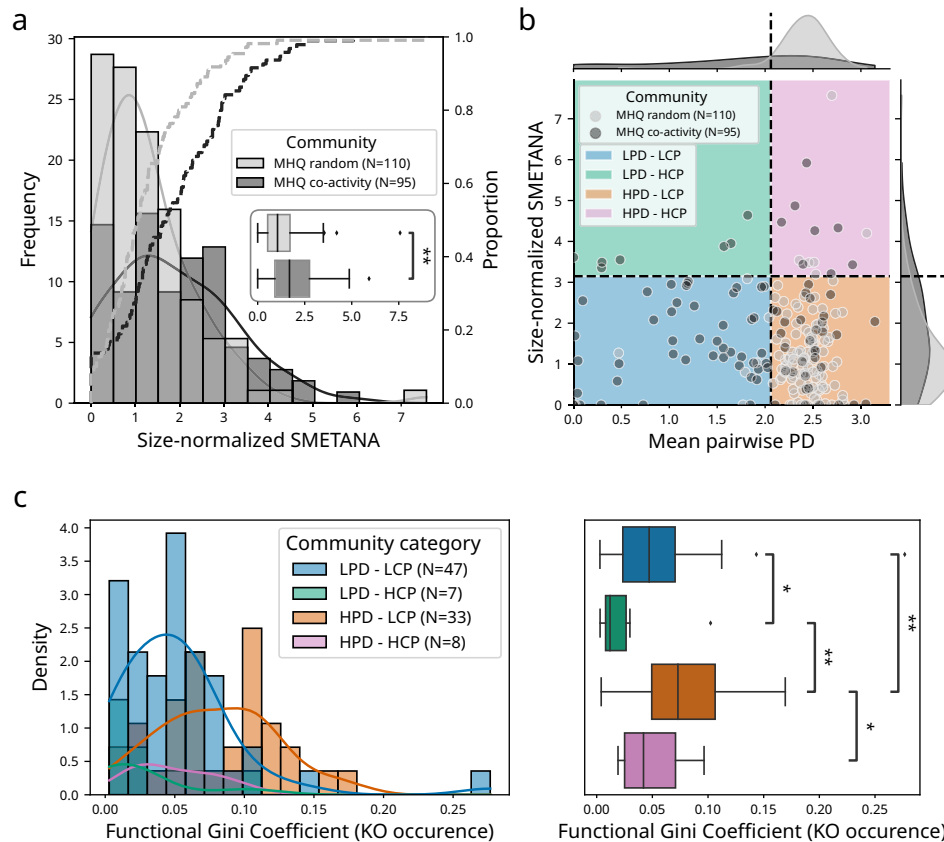 a
30
25
20
15
10
5
0
Frequency
1.0
0.8
0.6
0.4
0.2
0.0
Proportion
Community
MHQ random (N=110)
MHQ co-activity (N=95)
**
0.0 2.5 5.0 7.5
0 1 2 3 4 5 6 7
Size-normalized SMETANA
b
7
6
5
4
3
2
1
0
Size-normalized SMETANA
Community
MHQ random (N=110)
MHQ co-activity (N=95)
LPD - LCP
LPD - HCP
HPD - LCP
HPD - HCP
0.0 0.5 1.0 1.5 2.0 2.5 3.0
Mean pairwise PD
c
4.0
3.5
3.0
2.5
2.0
1.5
1.0
0.5
0.0
Density
Community category
LPD - LCP (N=47)
LPD - HCP (N=7)
HPD - LCP (N=33)
HPD - HCP (N=8)
0.00 0.05 0.10 0.15 0.20 0.25
Functional Gini Coefficient (KO occurence)
*
**
**
*
0.00 0.05 0.10 0.15 0.20 0.25
Functional Gini Coefficient (KO occurence)